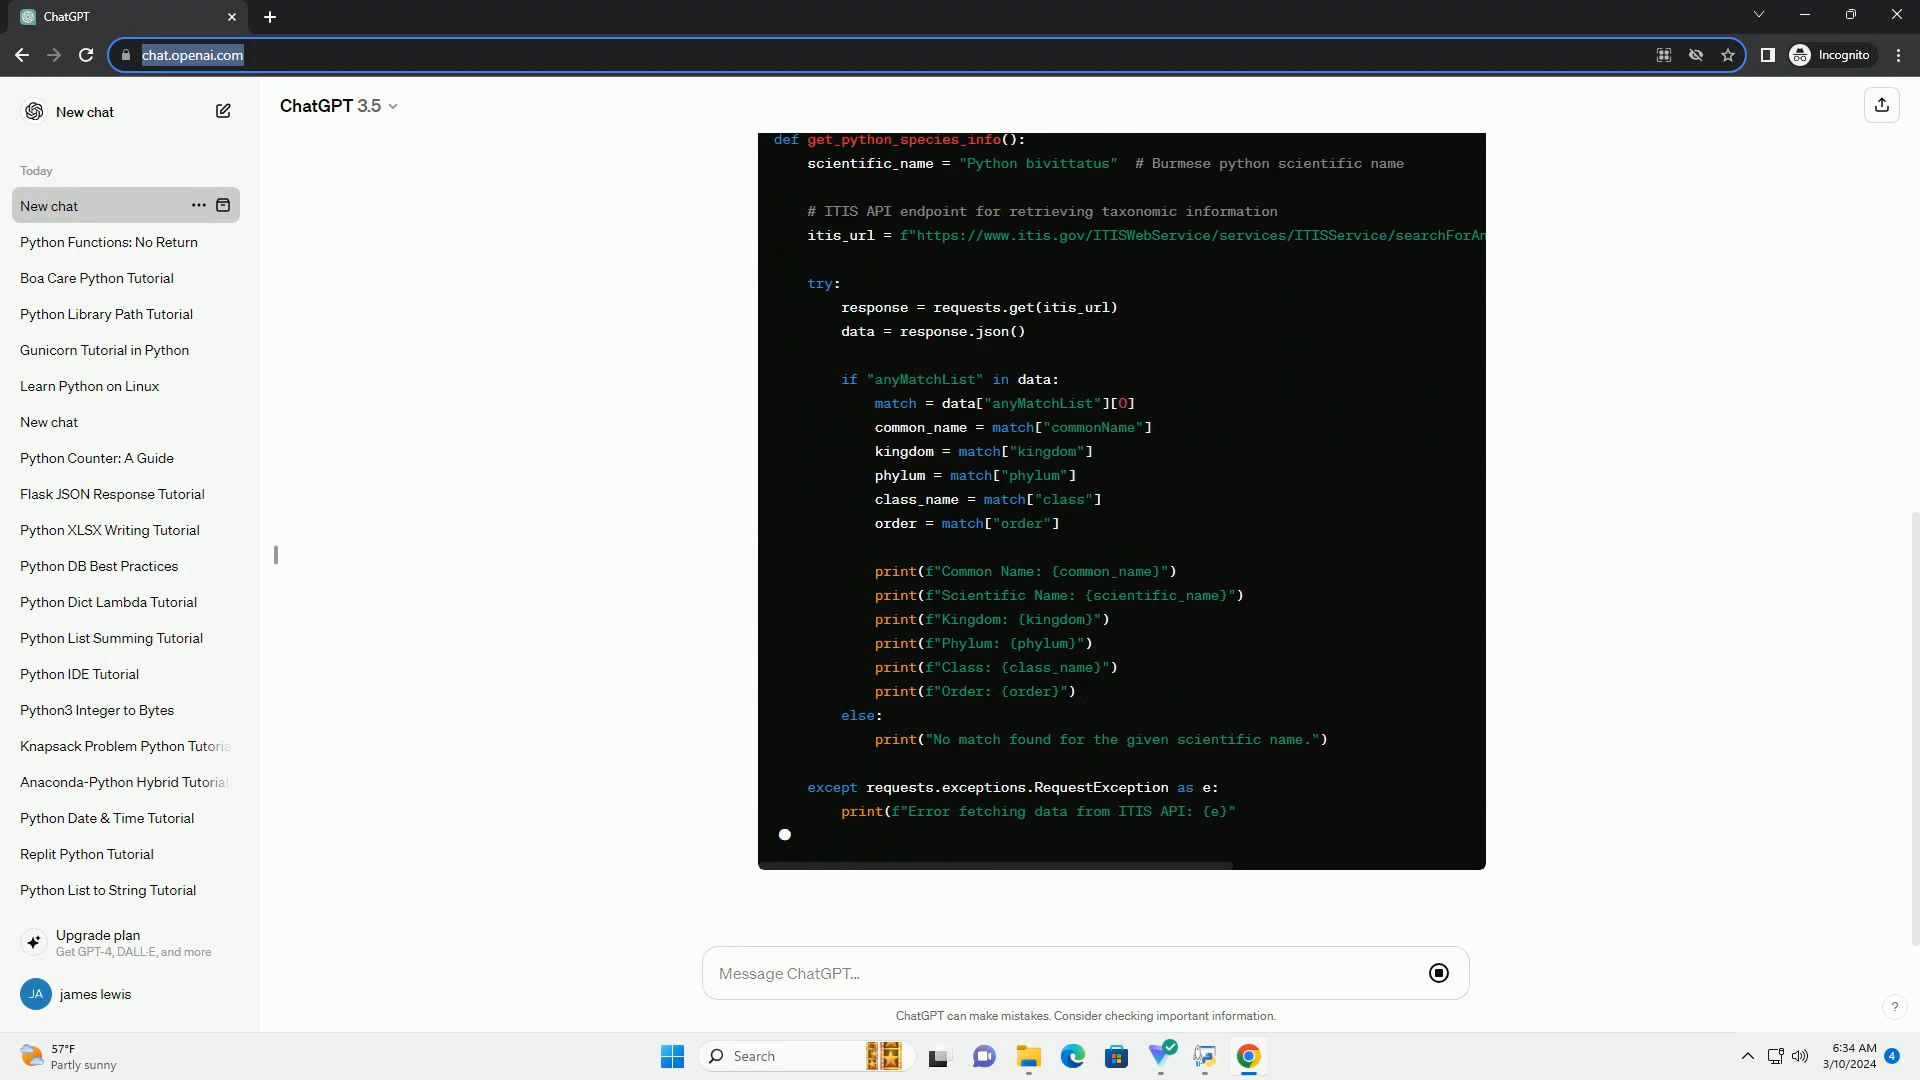 ChatGPT
chat.openai.com
Incognito
New chat
ChatGPT 3.5
Today
New chat
Python Functions: No Return
Boa Care Python Tutorial
Python Library Path Tutorial
Gunicorn Tutorial in Python
Learn Python on Linux
New chat
Python Counter: A Guide
Flask JSON Response Tutorial
Python XLSX Writing Tutorial
Python DB Best Practices
Python Dict Lambda Tutorial
Python List Summing Tutorial
Python IDE Tutorial
Python3 Integer to Bytes
Knapsack Problem Python Tutoria
Anaconda-Python Hybrid Tutorial
Python Date & Time Tutorial
Replit Python Tutorial
Python List to String Tutorial
Upgrade plan
Get GPT-4, DALL·E, and more
JA james lewis
def get_python_species_info():
scientific_name = "Python bivittatus"  # Burmese python scientific name
# ITIS API endpoint for retrieving taxonomic information
itis_url = f"https://www.itis.gov/ITISWebService/services/ITISService/searchForAn
try:
response = requests.get(itis_url)
data = response.json()
if "anyMatchList" in data:
match = data["anyMatchList"][0]
common_name = match["commonName"]
kingdom = match["kingdom"]
phylum = match["phylum"]
class_name = match["class"]
order = match["order"]
print(f"Common Name: {common_name}")
print(f"Scientific Name: {scientific_name}")
print(f"Kingdom: {kingdom}")
print(f"Phylum: {phylum}")
print(f"Class: {class_name}")
print(f"Order: {order}")
else:
print("No match found for the given scientific name.")
except requests.exceptions.RequestException as e:
print(f"Error fetching data from ITIS API: {e}"
Message ChatGPT...
ChatGPT can make mistakes. Consider checking important information.
?
57°F
Partly sunny
Search
6:34 AM
3/10/2024
4